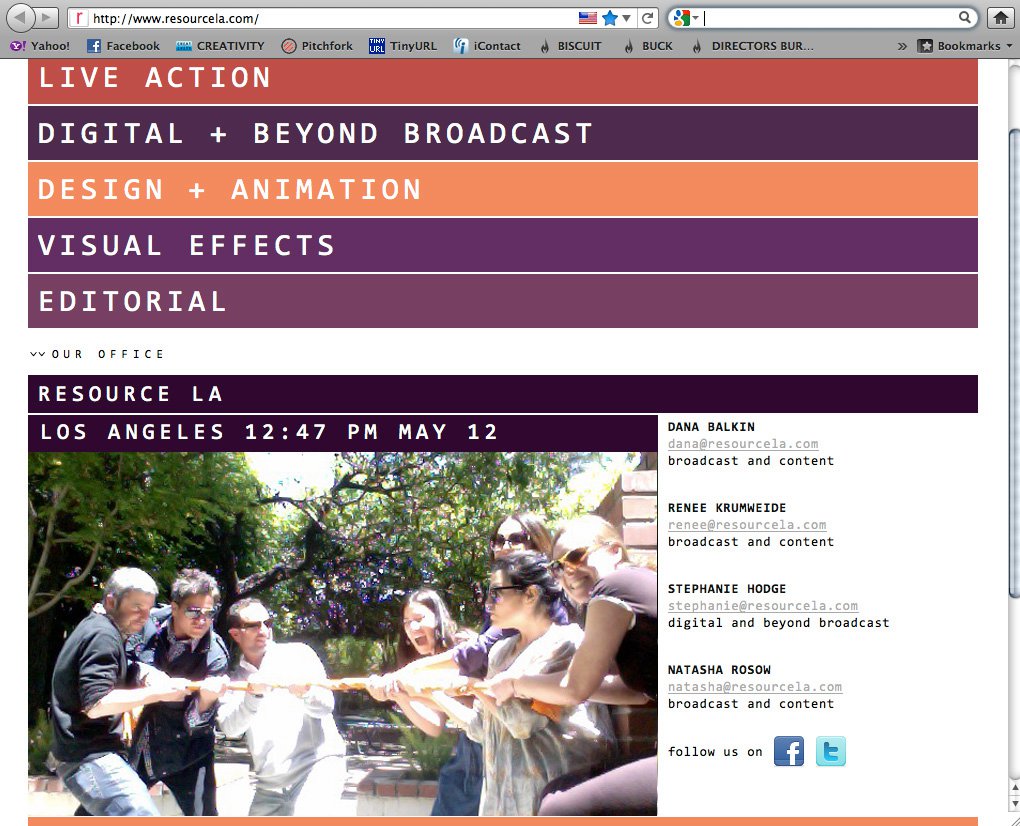 http://www.resourcela.com/
Yahoo! Facebook CREATIVITY Pitchfork TinyURL iContact BISCUIT BUCK DIRECTORS BUR... » Bookmarks
LIVE ACTION
DIGITAL + BEYOND BROADCAST
DESIGN + ANIMATION
VISUAL EFFECTS
EDITORIAL
OUR OFFICE
RESOURCE LA
LOS ANGELES 12:47 PM MAY 12
DANA BALKIN
dana@resourcela.com
broadcast and content
RENEE KRUMWEIDE
renee@resourcela.com
broadcast and content
STEPHANIE HODGE
stephanie@resourcela.com
digital and beyond broadcast
NATASHA ROSOW
natasha@resourcela.com
broadcast and content
follow us on